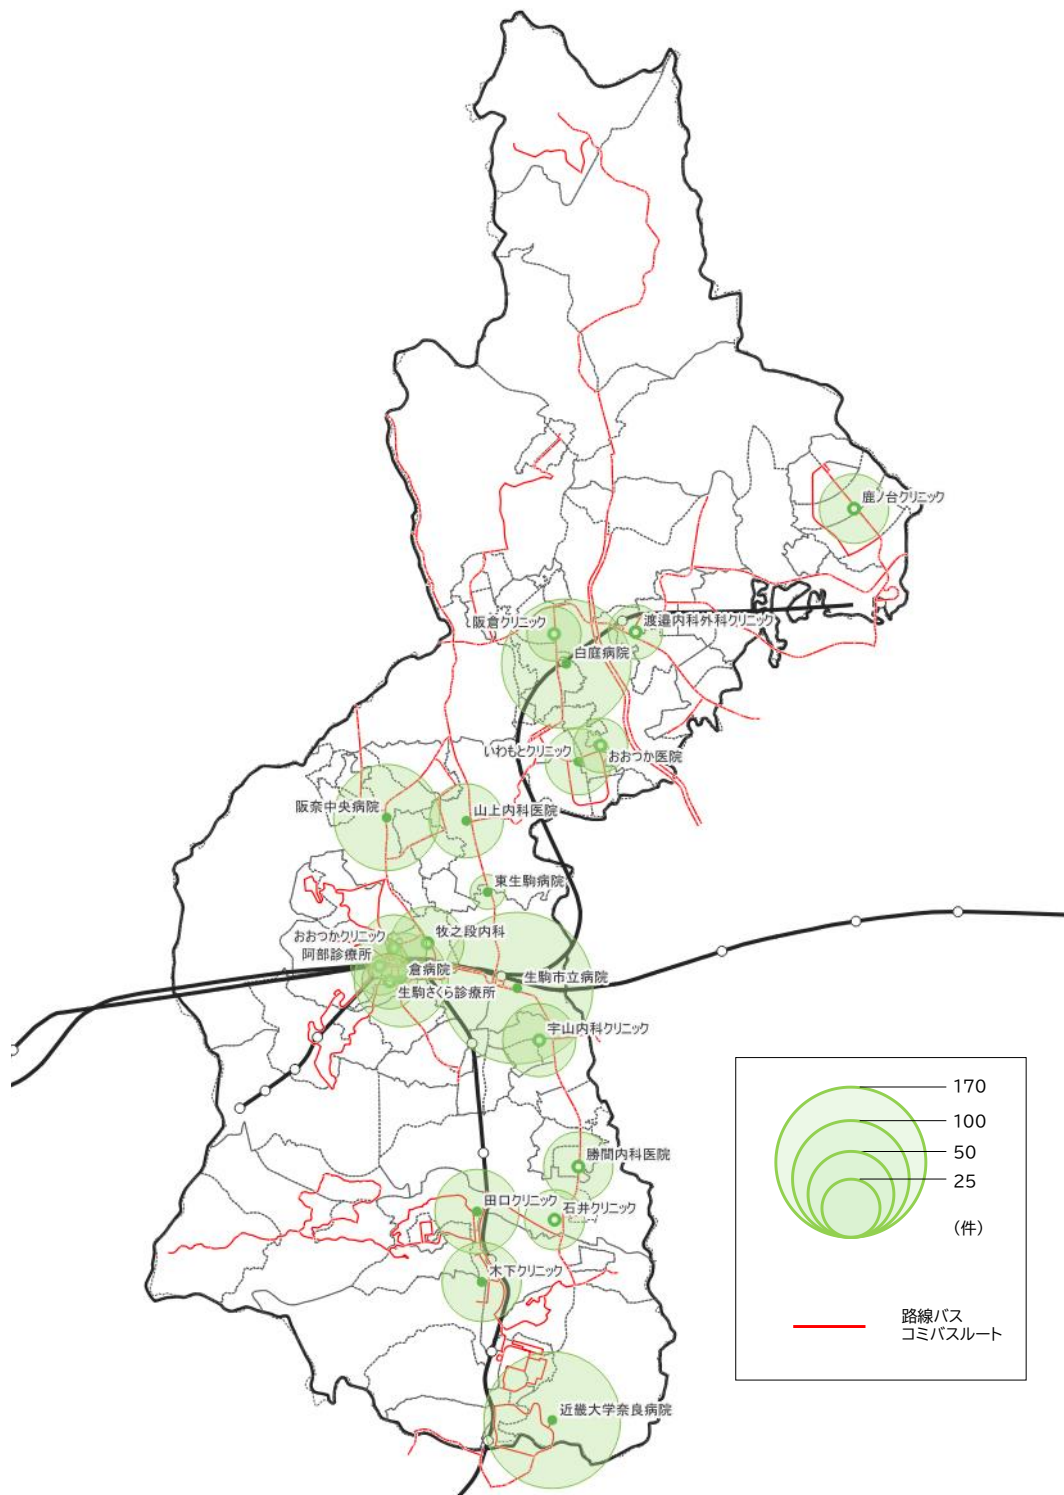 鹿ノ台クリニック
阪倉クリニック
渡邉内科外科クリニック
白庭病院
いわもとクリニック
おおつか医院
阪奈中央病院
山上内科医院
東生駒病院
おおつかクリニック
牧之段内科
阿部診療所
倉病院
生駒市立病院
生駒さくら診療所
宇山内科クリニック
勝間内科医院
田口クリニック
石井クリニック
木下クリニック
近畿大学奈良病院
170
100
50
25
(件)
路線バス
コミバスルート